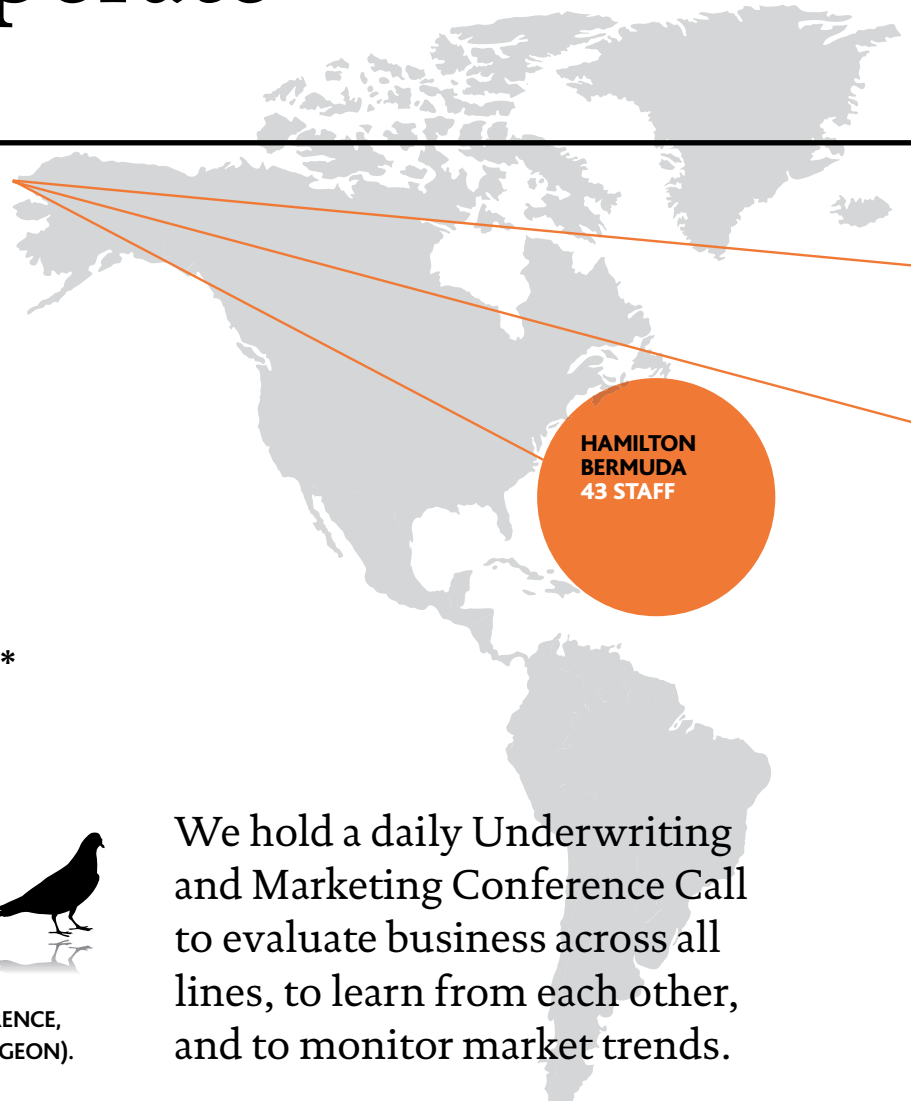 HAMILTON
BERMUDA
43 STAFF
*
We hold a daily Underwriting
and Marketing Conference Call
to evaluate business across all
lines, to learn from each other,
and to monitor market trends.